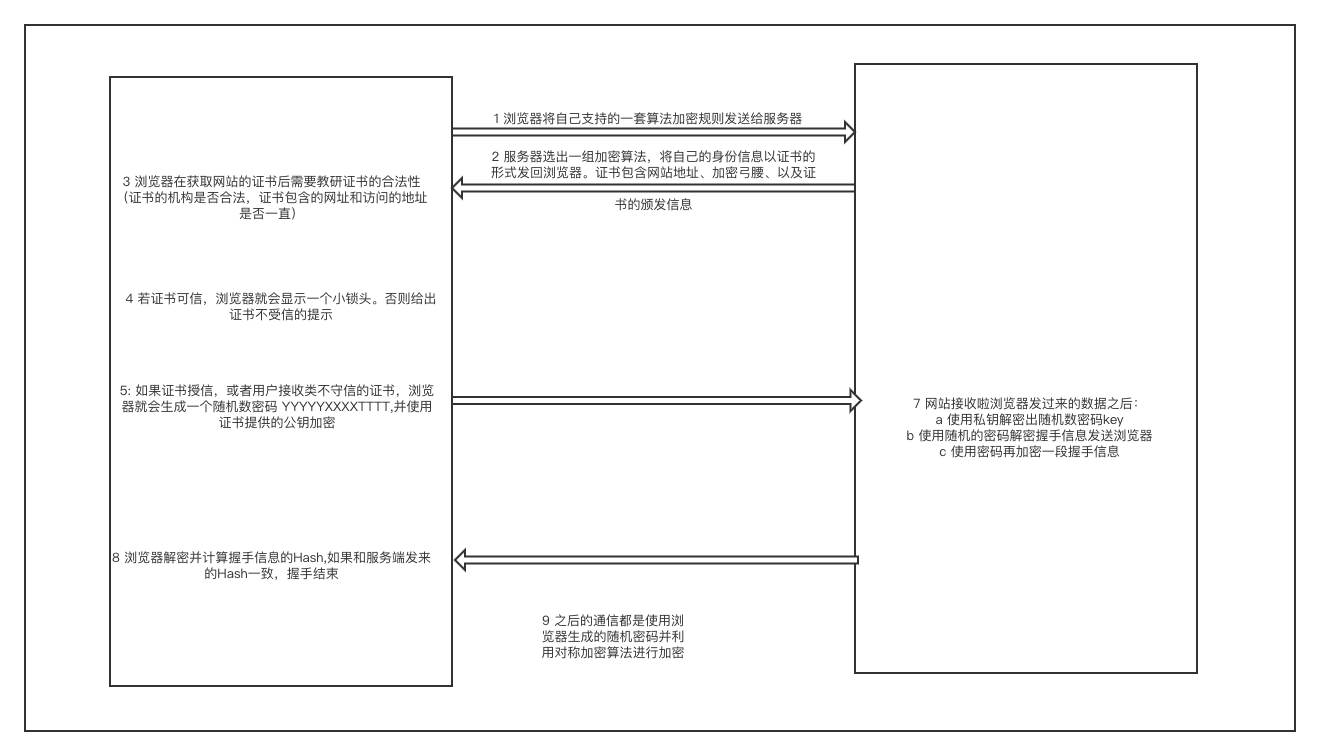 1 浏览器将自己支持的一套算法加密规则发送给服务器
2 服务器选出一组加密算法，将自己的身份信息以证书的
形式发回浏览器。证书包含网站地址、加密弓腰、以及证
书的颁发信息
3 浏览器在获取网站的证书后需要教研证书的合法性
(证书的机构是否合法，证书包含的网址和访问的地址
是否一直)
4 若证书可信，浏览器就会显示一个小锁头。否则给出
证书不受信的提示
5: 如果证书授信，或者用户接收类不守信的证书，浏览
器就会生成一个随机数密码 YYYYYXXXXTTTT,并使用
证书提供的公钥加密
7 网站接收啦浏览器发过来的数据之后：
a 使用私钥解密出随机数密码key
b 使用随机的密码解密握手信息发送浏览器
c 使用密码再加密一段握手信息
8 浏览器解密并计算握手信息的Hash,如果和服务端发来
的Hash一致，握手结束
9 之后的通信都是使用浏
览器生成的随机密码并利
用对称加密算法进行加密